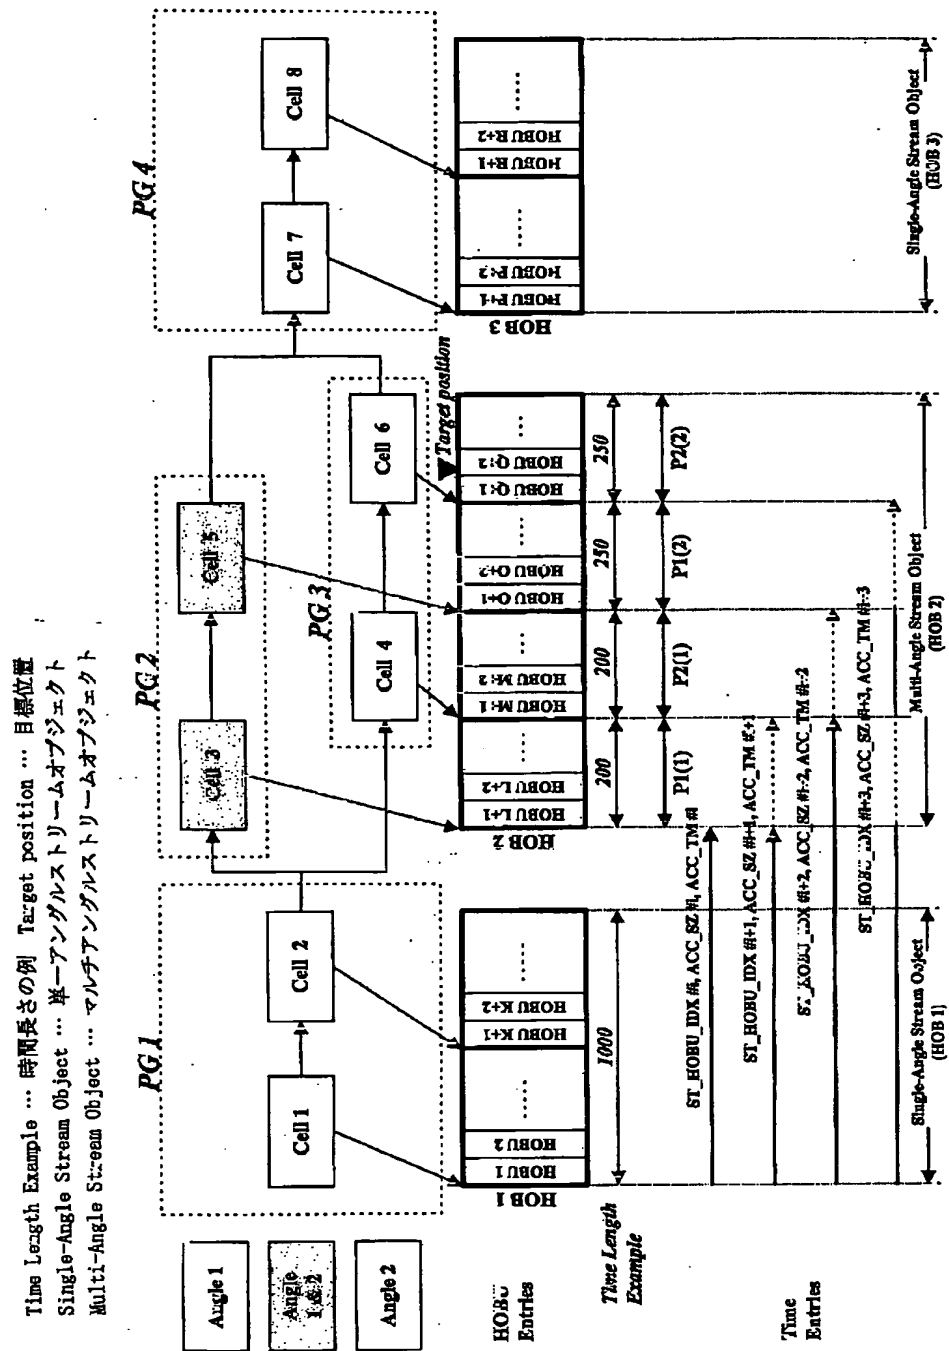 Time Length Example … 時間長さの例 Target position … 目標位置
Single-Angle Stream Object … 単一アングルストリームオブジェクト
Multi-Angle Stream Object … マルチアングルストリームオブジェクト
PG 1
PG 2
PG 3
PG 4
Angle 1
Angle 1 & 2
Angle 2
Cell 1
Cell 2
Cell 3
Cell 5
Cell 4
Cell 6
Cell 7
Cell 8
Target position
HOBU
Entries
HOBU 1
HOBU 2
......
HOBU K+1
HOBU K+2
......
HOB 1
HOBU L+1
HOBU L+2
...
HOBU M+1
HOBU M+2
...
HOBU O+1
HOBU O+2
...
HOBU Q+1
HOBU Q+2
...
HOB 2
HOBU P+1
HOBU P+2
......
HOBU R+1
HOBU R+2
......
HOB 3
Time Length
Example
1000
200
200
250
250
P1(1)
P2(1)
P1(2)
P2(2)
Time
Entries
ST_HOBU_IDX #i, ACC_SZ #i, ACC_TM #i
ST_HOBU_IDX #i+1, ACC_SZ #i+1, ACC_TM #i+1
ST_HOBU_IDX #i+2, ACC_SZ #i+2, ACC_TM #i+2
ST_HOBU_IDX #i+3, ACC_SZ #i+3, ACC_TM #i+3
Single-Angle Stream Object
(HOB 1)
Multi-Angle Stream Object
(HOB 2)
Single-Angle Stream Object
(HOB 3)